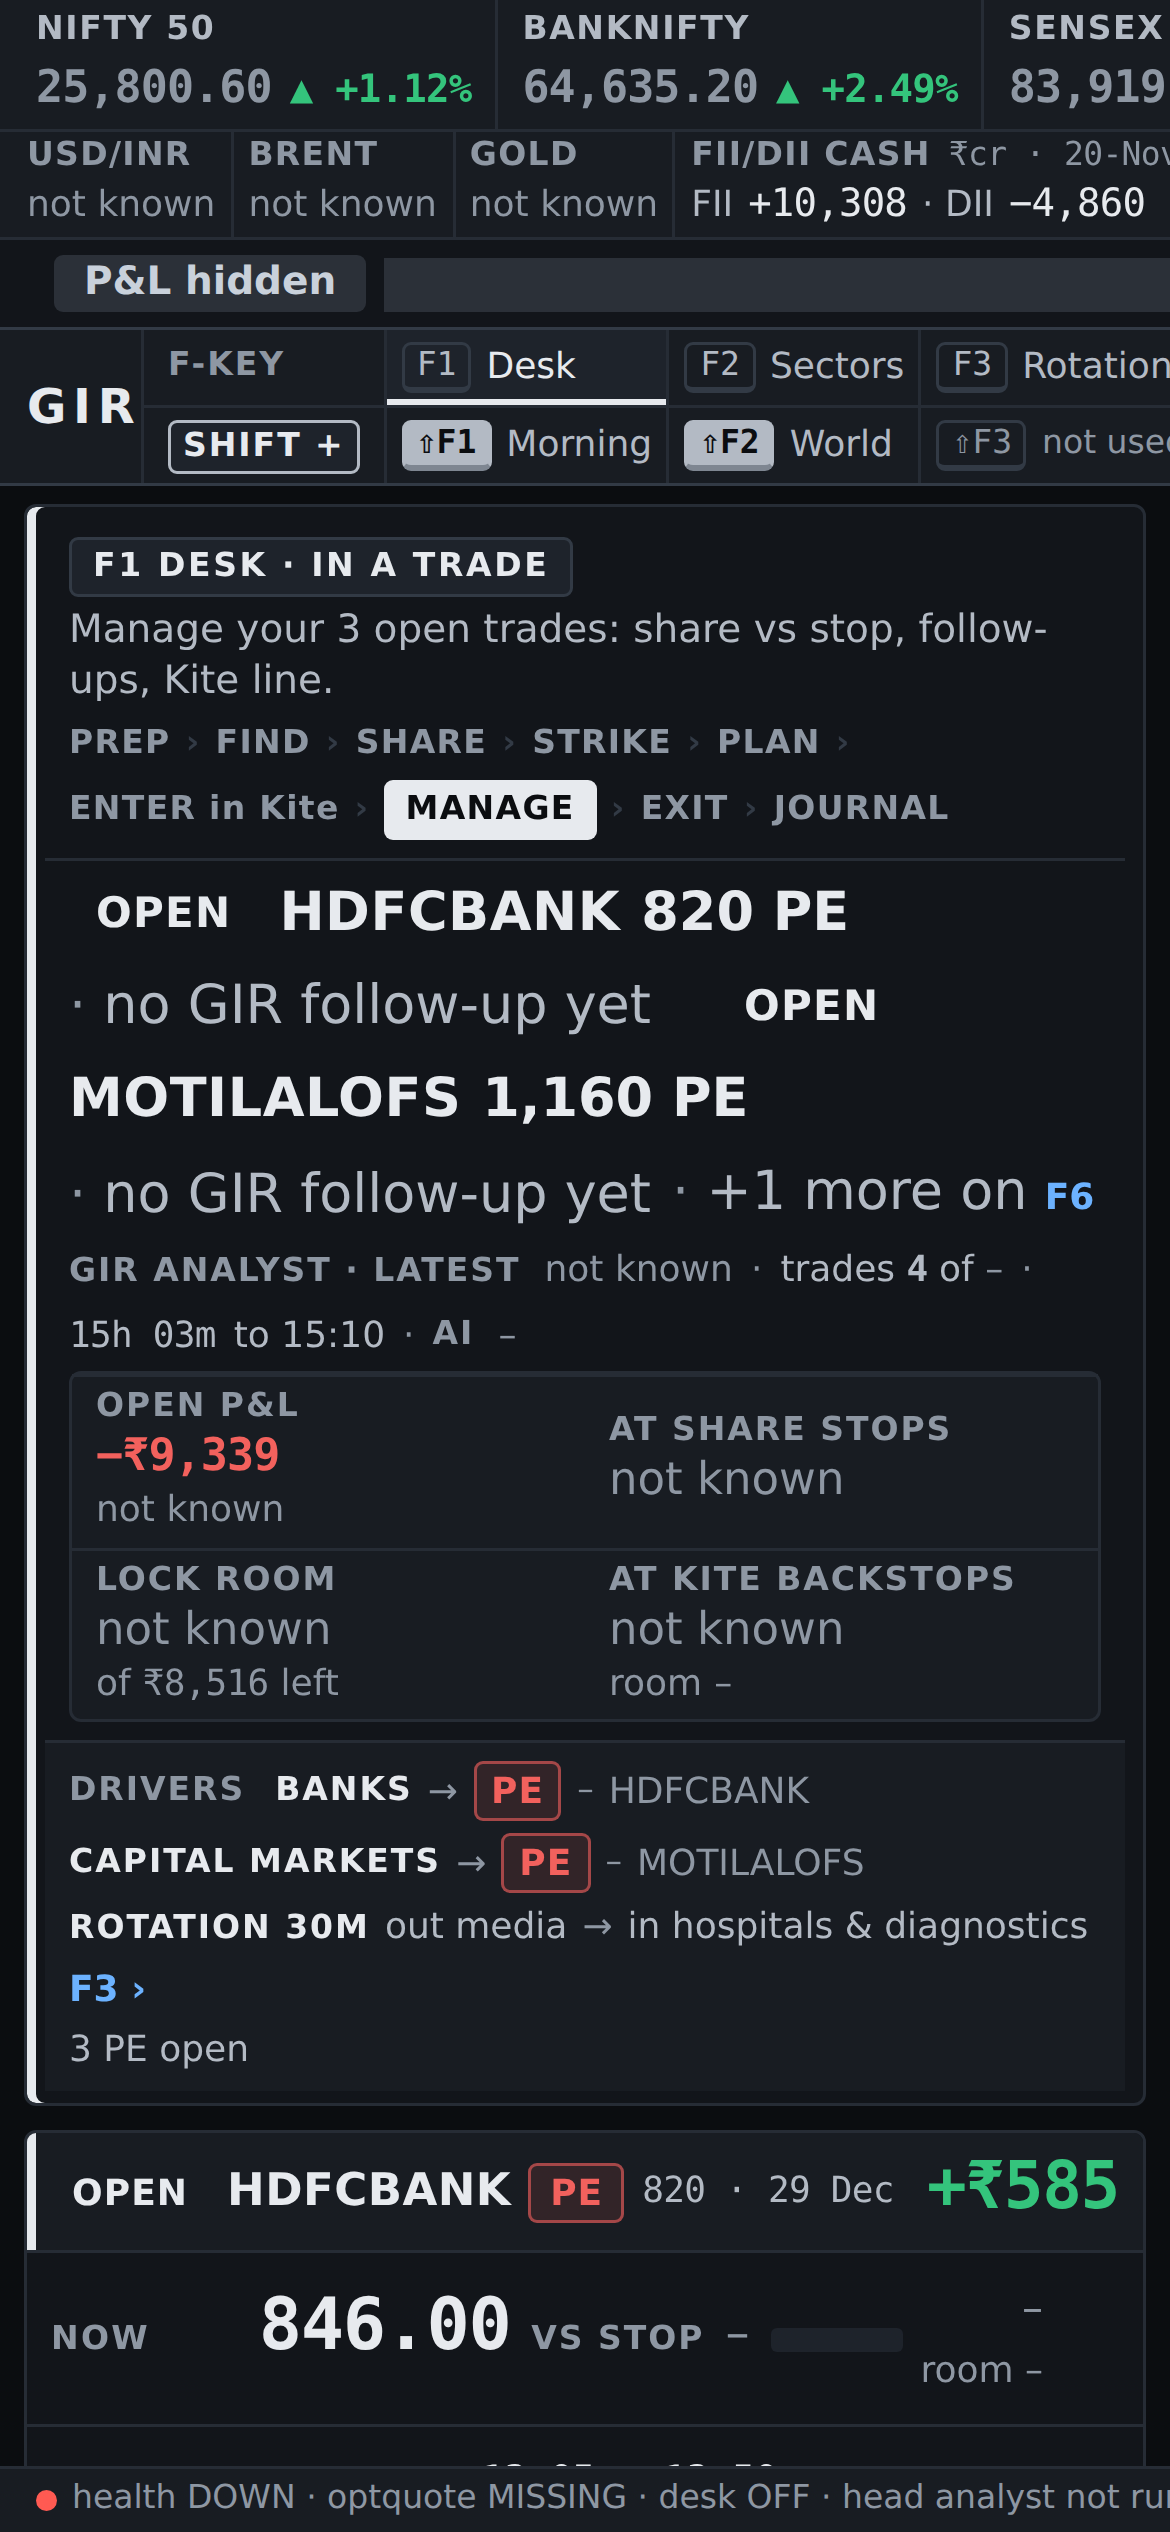 NIFTY 50 BANKNIFTY SENSEX
25,800.60 ▲ +1.12% 64,635.20 ▲ +2.49% 83,919
USD/INR BRENT GOLD FII/DII CASH ₹cr · 20-Nov
not known not known not known FII +10,308 · DII −4,860
P&L hidden
GIR F-KEY F1 Desk F2 Sectors F3 Rotation
SHIFT + ⇧F1 Morning ⇧F2 World ⇧F3 not used
F1 DESK · IN A TRADE
Manage your 3 open trades: share vs stop, follow-
ups, Kite line.
PREP › FIND › SHARE › STRIKE › PLAN ›
ENTER in Kite › MANAGE › EXIT › JOURNAL
OPEN HDFCBANK 820 PE
· no GIR follow-up yet OPEN
MOTILALOFS 1,160 PE
· no GIR follow-up yet · +1 more on F6
GIR ANALYST · LATEST not known · trades 4 of – ·
15h 03m to 15:10 · AI –
OPEN P&L
−₹9,339
not known
AT SHARE STOPS
not known
LOCK ROOM
not known
of ₹8,516 left
AT KITE BACKSTOPS
not known
room –
DRIVERS BANKS → PE – HDFCBANK
CAPITAL MARKETS → PE – MOTILALOFS
ROTATION 30M out media → in hospitals & diagnostics
F3 ›
3 PE open
OPEN HDFCBANK PE 820 · 29 Dec +₹585
NOW 846.00 VS STOP – –
room –
health DOWN · optquote MISSING · desk OFF · head analyst not